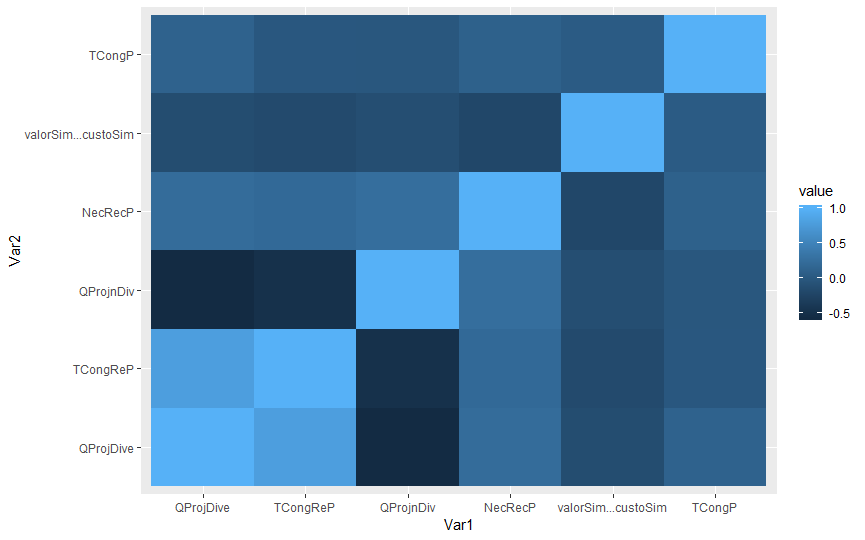 TCongP
valorSim...custoSim
NecRecP
QProjnDiv
TCongReP
QProjDive
Var2
QProjDive TCongReP QProjnDiv NecRecP valorSim...custoSim TCongP
Var1
value
1.0
0.5
0.0
-0.5